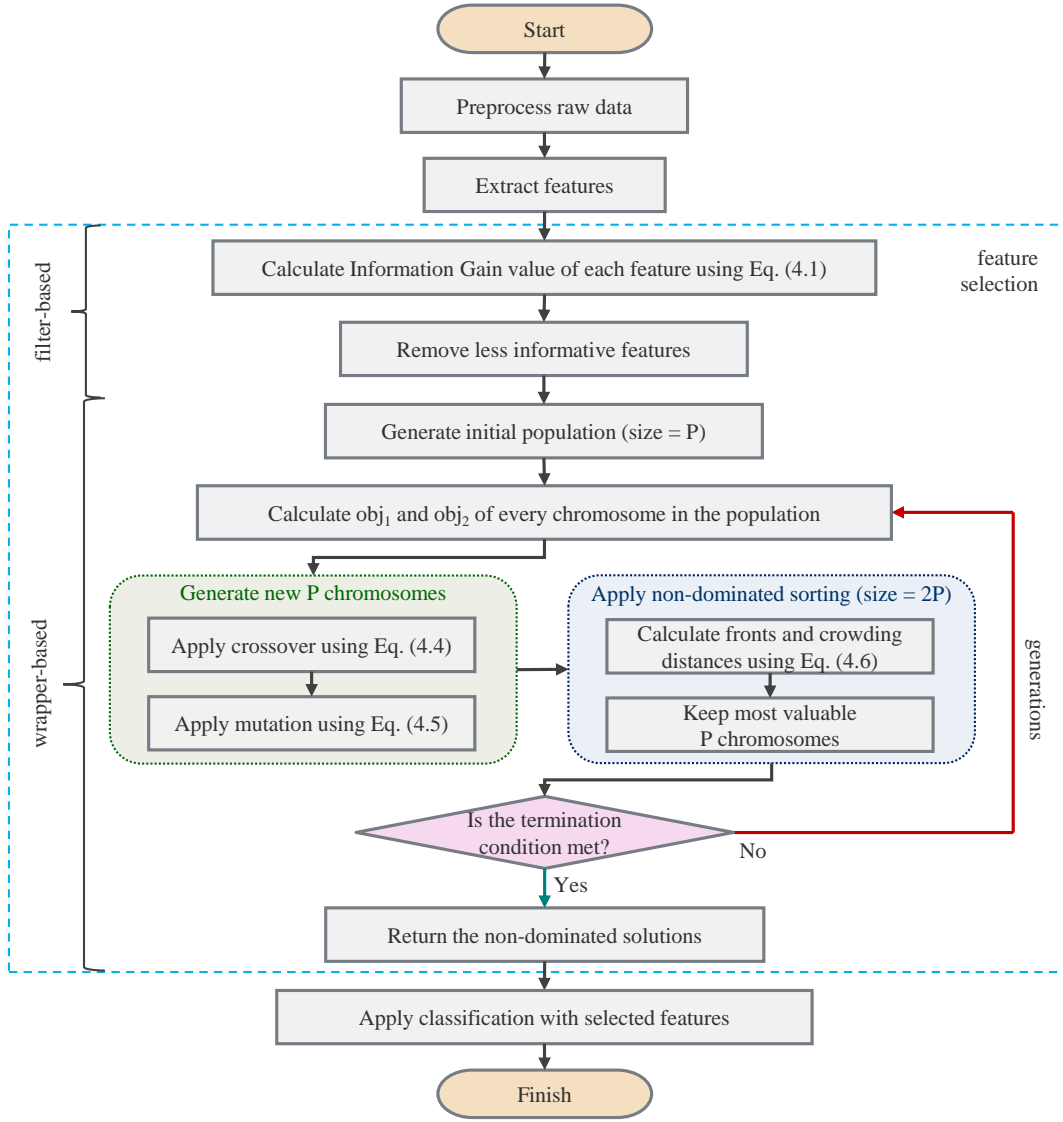 Start
Preprocess raw data
Extract features
feature
selection
filter-based
Calculate Information Gain value of each feature using Eq. (4.1)
Remove less informative features
wrapper-based
Generate initial population (size = P)
Calculate obj₁ and obj₂ of every chromosome in the population
Generate new P chromosomes
Apply crossover using Eq. (4.4)
Apply mutation using Eq. (4.5)
Apply non-dominated sorting (size = 2P)
Calculate fronts and crowding
distances using Eq. (4.6)
Keep most valuable
P chromosomes
generations
Is the termination
condition met?
No
Yes
Return the non-dominated solutions
Apply classification with selected features
Finish